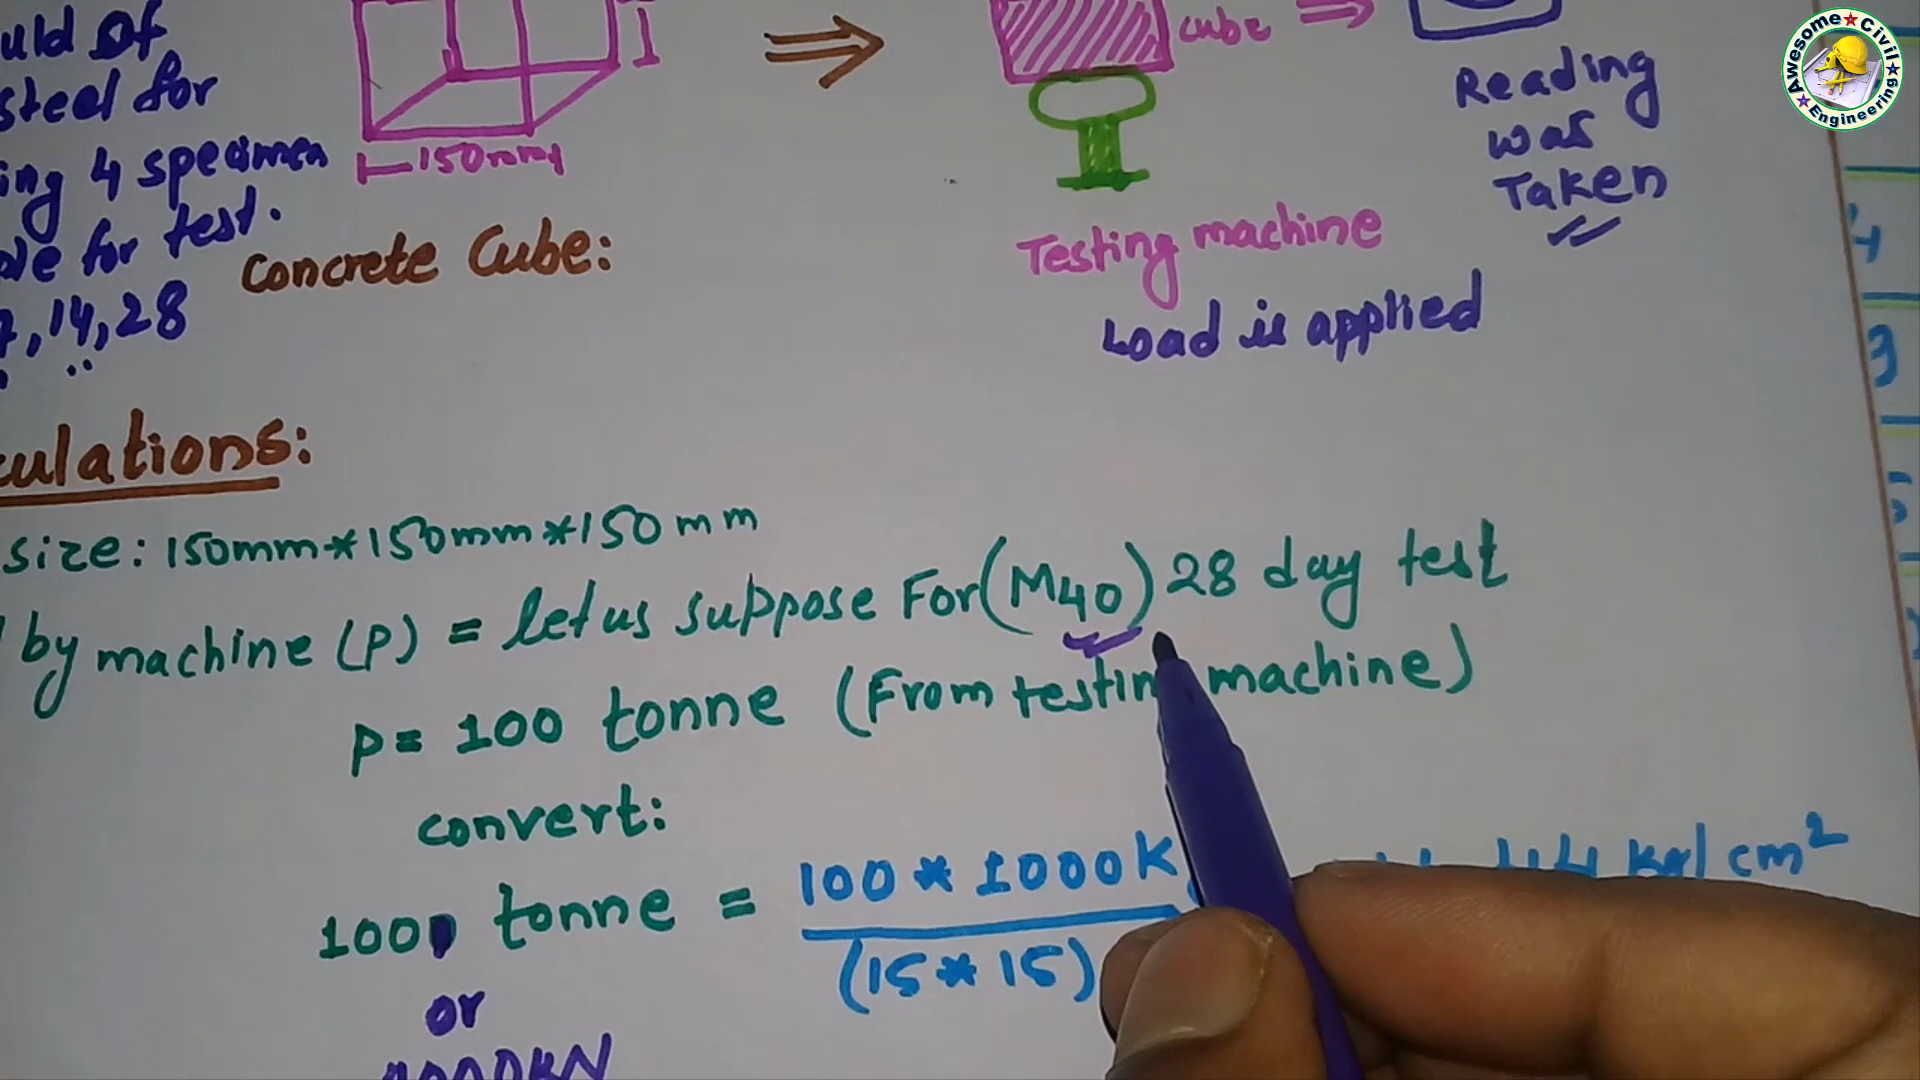 uld of
steel for
ing 4 specimen
for test.
7,14,28
150mm
Concrete Cube:
cube
Testing machine
Load is applied
Reading
was
Taken
Awesome Civil
Engineering
4
3
culations:
size: 150mm*150mm*150mm
by machine (P) = let us suppose For (M40) 28 day test
P= 100 tonne (From testin machine)
convert:
100 tonne = 100 * 1000K
(15 * 15)
kg/cm²
or
1000KN